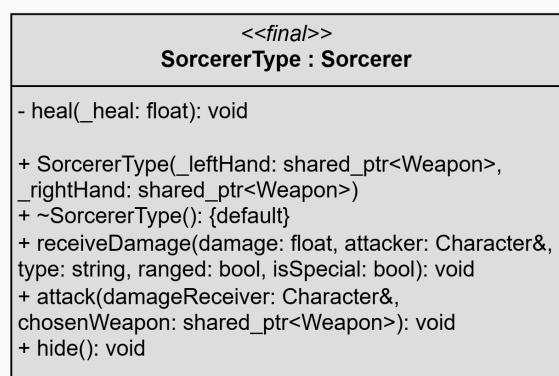 <<final>>
SorcererType : Sorcerer
- heal(_heal: float): void
+ SorcererType(_leftHand: shared_ptr<Weapon>,
_rightHand: shared_ptr<Weapon>)
+ ~SorcererType(): {default}
+ receiveDamage(damage: float, attacker: Character&,
type: string, ranged: bool, isSpecial: bool): void
+ attack(damageReceiver: Character&,
chosenWeapon: shared_ptr<Weapon>): void
+ hide(): void